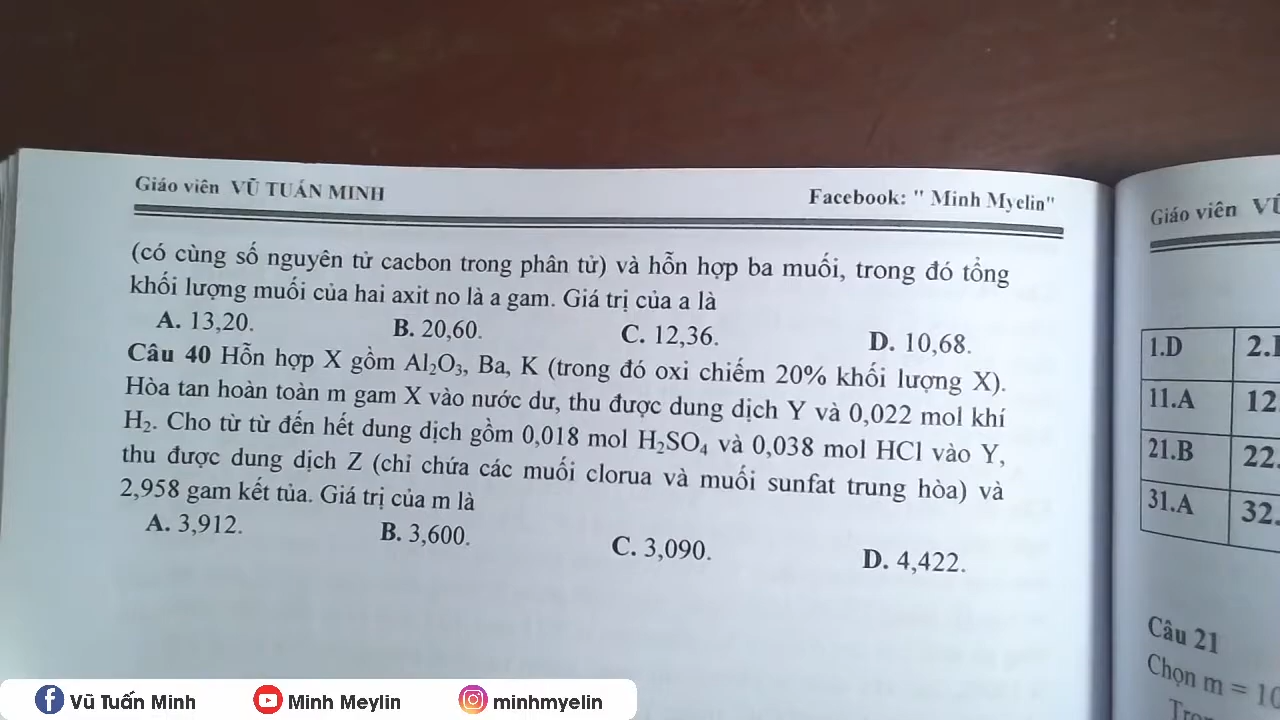 Giáo viên VŨ TUẤN MINH
Facebook: " Minh Myelin"
(có cùng số nguyên tử cacbon trong phân tử) và hỗn hợp ba muối, trong đó tổng
khối lượng muối của hai axit no là a gam. Giá trị của a là
A. 13,20. B. 20,60. C. 12,36. D. 10,68.
Câu 40 Hỗn hợp X gồm Al₂O₃, Ba, K (trong đó oxi chiếm 20% khối lượng X).
Hòa tan hoàn toàn m gam X vào nước dư, thu được dung dịch Y và 0,022 mol khí
H₂. Cho từ từ đến hết dung dịch gồm 0,018 mol H₂SO₄ và 0,038 mol HCl vào Y,
thu được dung dịch Z (chỉ chứa các muối clorua và muối sunfat trung hòa) và
2,958 gam kết tủa. Giá trị của m là
A. 3,912. B. 3,600. C. 3,090. D. 4,422.
Giáo viên
1.D 2.
11.A 12
21.B 22.
31.A 32.
Câu 21
Chọn m = 10
Vũ Tuấn Minh
Minh Meylin
minhmyelin